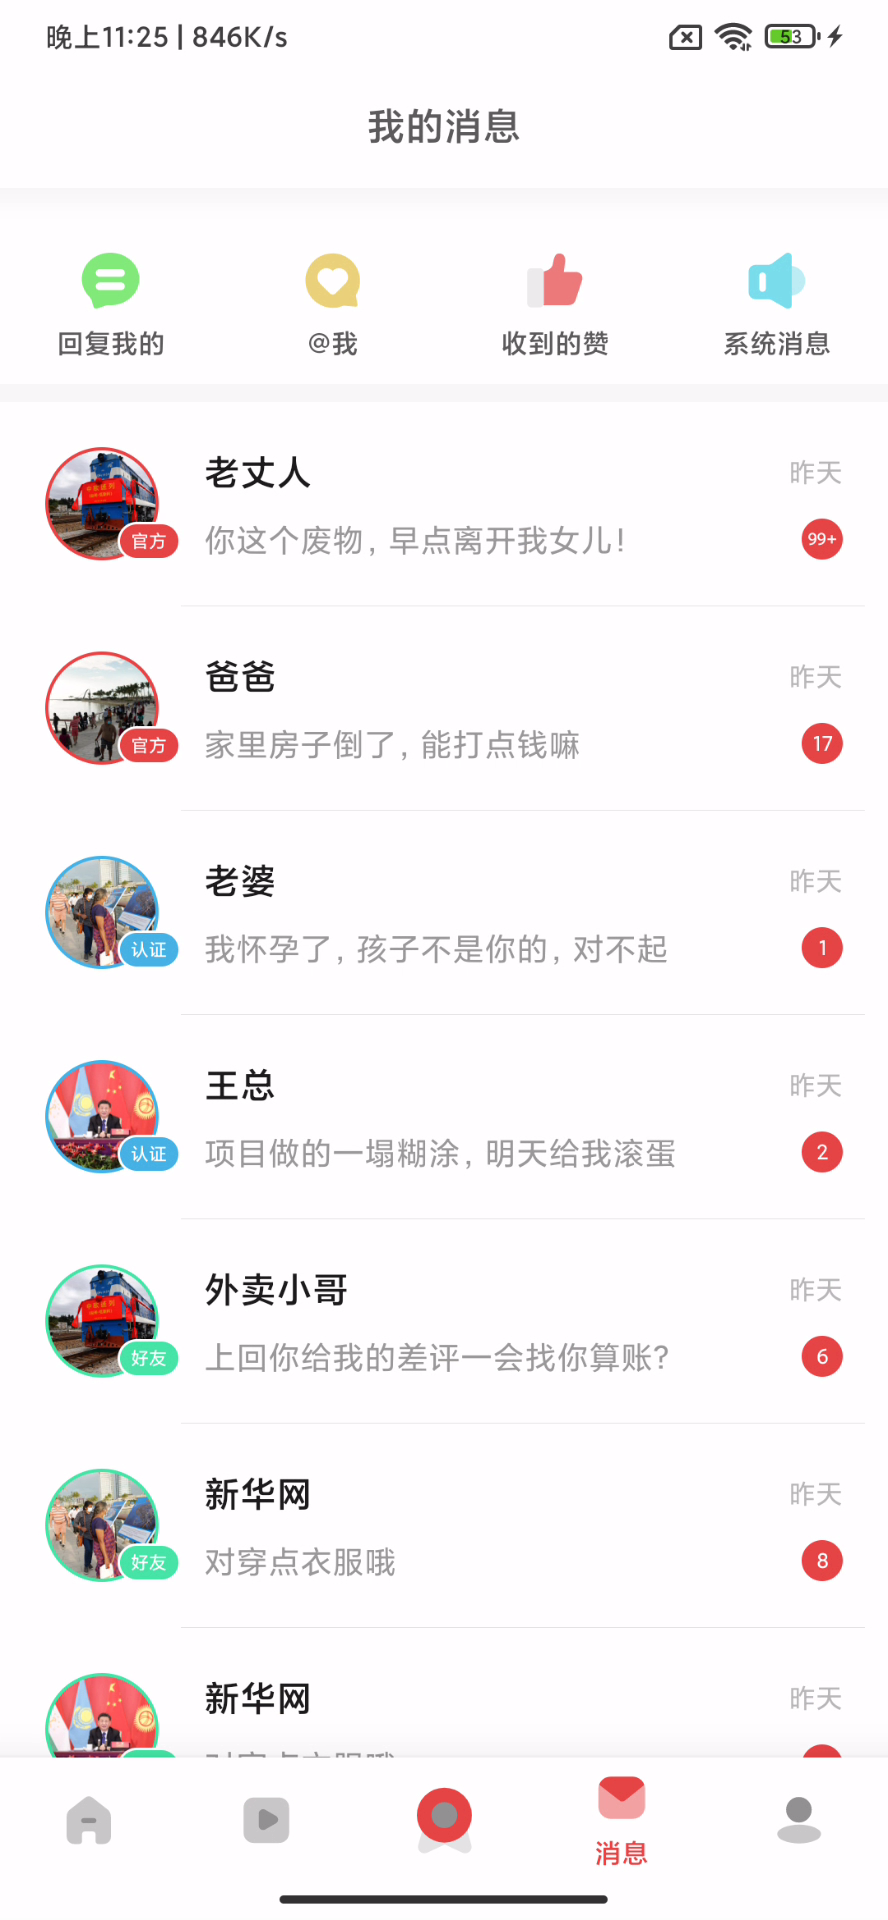 晚上11:25 | 846K/s
53
我的消息
回复我的
@我
收到的赞
系统消息
老丈人
昨天
你这个废物, 早点离开我女儿!
99+
官方
爸爸
昨天
家里房子倒了, 能打点钱嘛
17
官方
老婆
昨天
我怀孕了, 孩子不是你的, 对不起
1
认证
王总
昨天
项目做的一塌糊涂, 明天给我滚蛋
2
认证
外卖小哥
昨天
上回你给我的差评一会找你算账?
6
好友
新华网
昨天
对穿点衣服哦
8
好友
新华网
昨天
消息